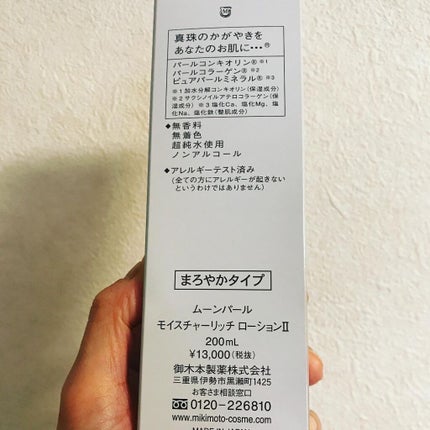 真珠のかがやきを
あなたのお肌に•••®
パールコンキオリン® ※1
パールコラーゲン® ※2
ピュアパールミネラル® ※3
※1加水分解コンキオリン(保湿成分)
※2サクシノイルアテロコラーゲン(保
湿成分) ※3塩化Ca、塩化Mg、塩
化Na、塩化鉄(整肌成分)
◆無香料
無着色
超純水使用
ノンアルコール
◆アレルギーテスト済み
(全ての方にアレルギーが起きない
というわけではありません)
まろやかタイプ
ムーンパール
モイスチャーリッチ ローションⅡ
200mL
¥13,000(税抜)
御木本製薬株式会社
三重県伊勢市黒瀬町1425
お客さま相談窓口
0120-226810
www.mikimoto-cosme.com
MADE IN JAPAN